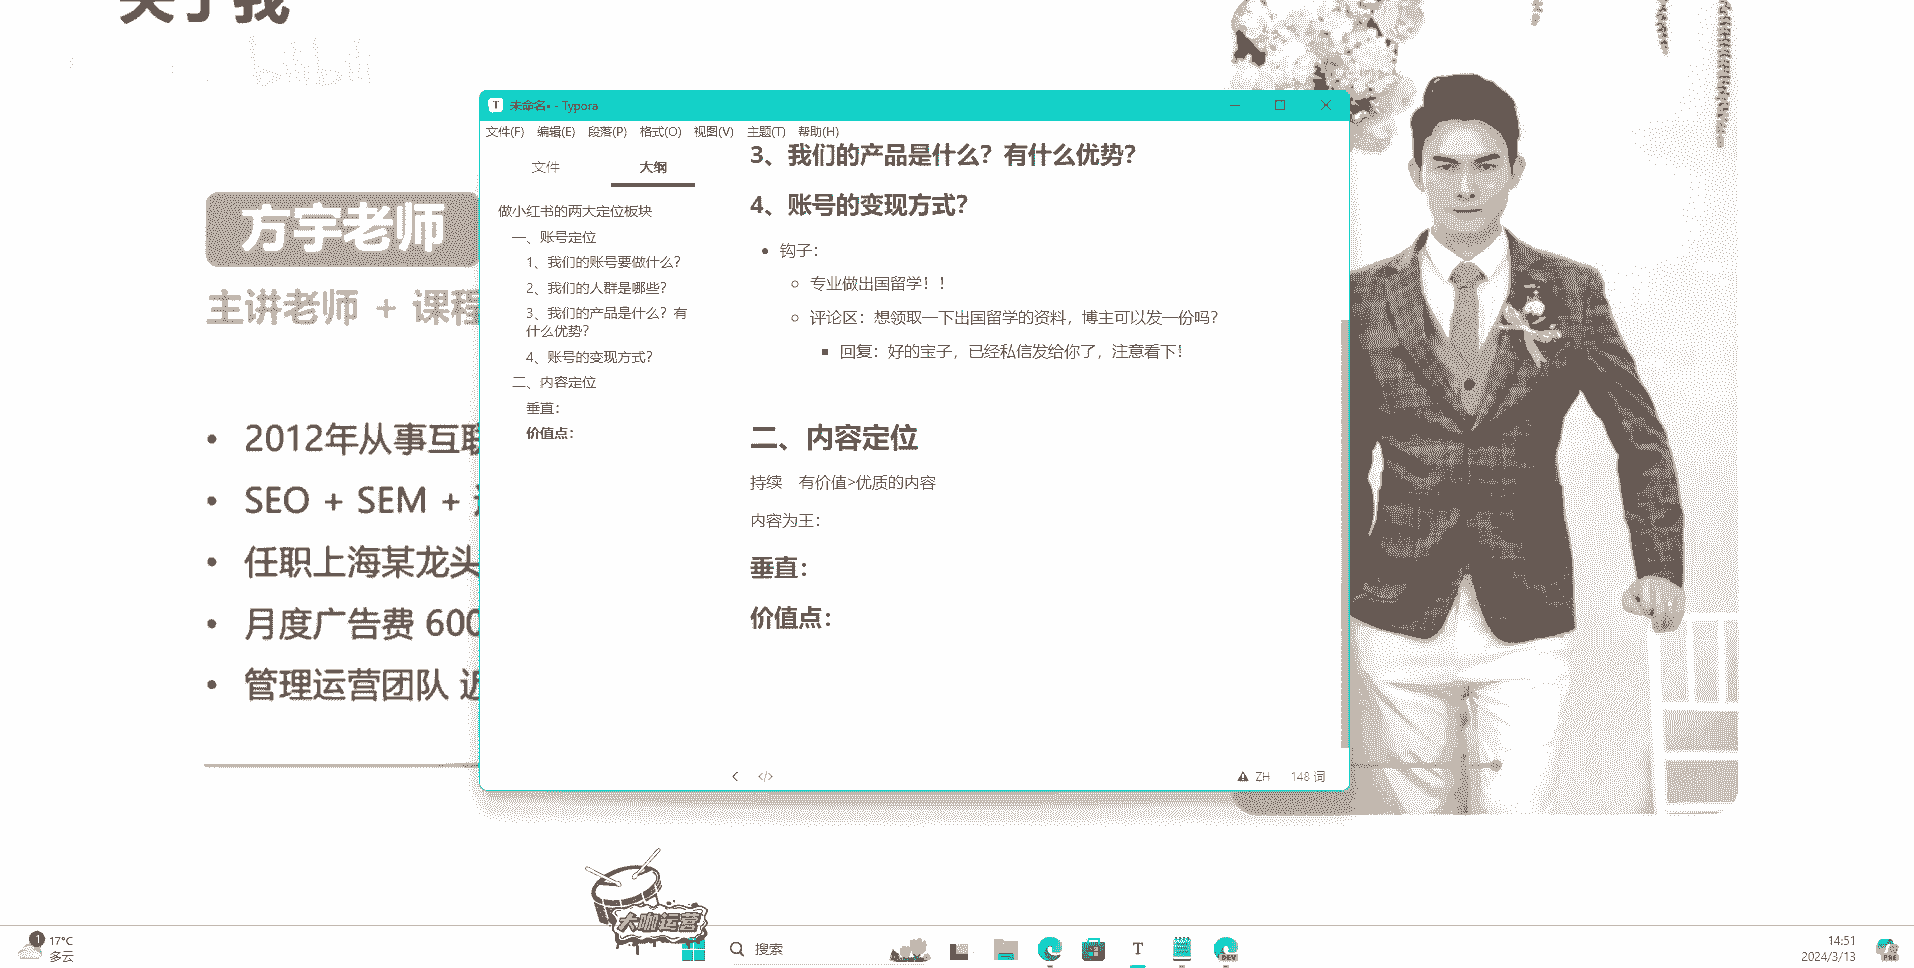 关于我
bilibili
方宇老师
主讲老师 + 课程
• 2012年从事互联
• SEO + SEM +
• 任职上海某龙头
• 月度广告费 600
• 管理运营团队 近
未命名• - Typora
文件(F) 编辑(E) 段落(P) 格式(O) 视图(V) 主题(T) 帮助(H)
文件 大纲
做小红书的两大定位板块
一、账号定位
1、我们的账号要做什么？
2、我们的人群是哪些？
3、我们的产品是什么？有
什么优势？
4、账号的变现方式？
二、内容定位
垂直：
价值点：
3、我们的产品是什么？有什么优势？
4、账号的变现方式？
钩子：
专业做出国留学！！
评论区：想领取一下出国留学的资料，博主可以发一份吗？
回复：好的宝子，已经私信发给你了，注意看下！
二、内容定位
持续 有价值>优质的内容
内容为王：
垂直：
价值点：
</> ZH 148 词
大咖运营
1 17°C
多云
搜索
T
DEV
14:51
2024/3/13
PRE